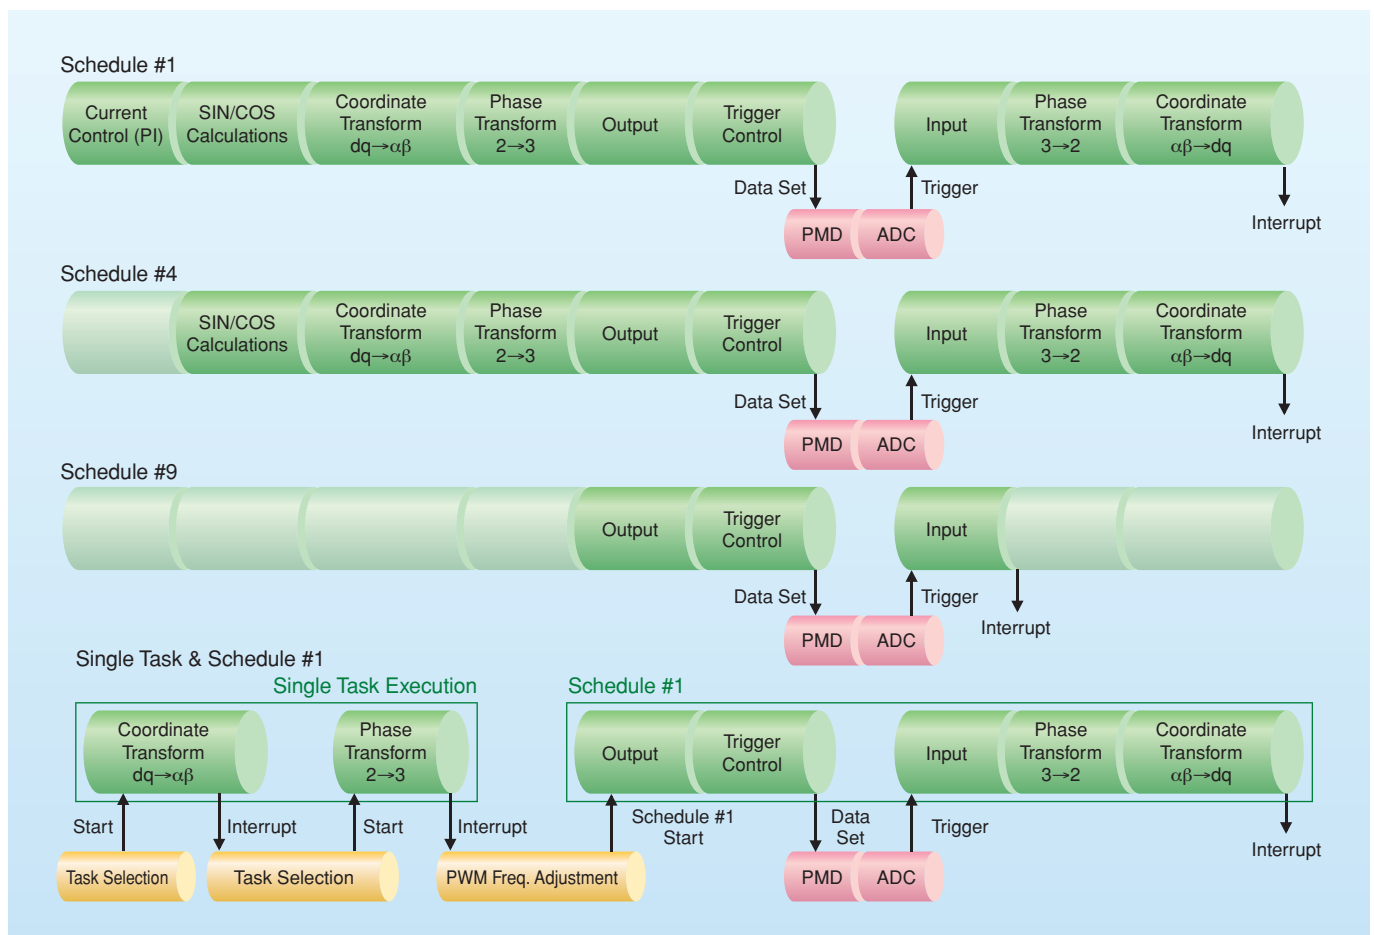 Schedule #1
Current
Control (PI)
SIN/COS
Calculations
Coordinate
Transform
dq→αβ
Phase
Transform
2→3
Output
Trigger
Control
Input
Phase
Transform
3→2
Coordinate
Transform
αβ→dq
Data Set
Trigger
Interrupt
PMD
ADC
Schedule #4
SIN/COS
Calculations
Coordinate
Transform
dq→αβ
Phase
Transform
2→3
Output
Trigger
Control
Input
Phase
Transform
3→2
Coordinate
Transform
αβ→dq
Data Set
Trigger
Interrupt
PMD
ADC
Schedule #9
Output
Trigger
Control
Input
Data Set
Trigger
Interrupt
PMD
ADC
Single Task & Schedule #1
Single Task Execution
Schedule #1
Coordinate
Transform
dq→αβ
Phase
Transform
2→3
Output
Trigger
Control
Input
Phase
Transform
3→2
Coordinate
Transform
αβ→dq
Start
Interrupt
Start
Interrupt
Schedule #1
Start
Data
Set
Trigger
Interrupt
Task Selection
Task Selection
PWM Freq. Adjustment
PMD
ADC